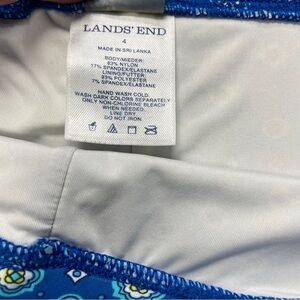 LANDS' END
4
MADE IN SRI LANKA
BODY/MIEDER:
83% NYLON
17% SPANDEX/ELASTANE
LINING/FUTTER:
93% POLYESTER
7% SPANDEX/ELASTANE
HAND WASH COLD.
WASH DARK COLORS SEPARATELY
ONLY NON-CHLORINE BLEACH
WHEN NEEDED.
LINE DRY.
DO NOT IRON.